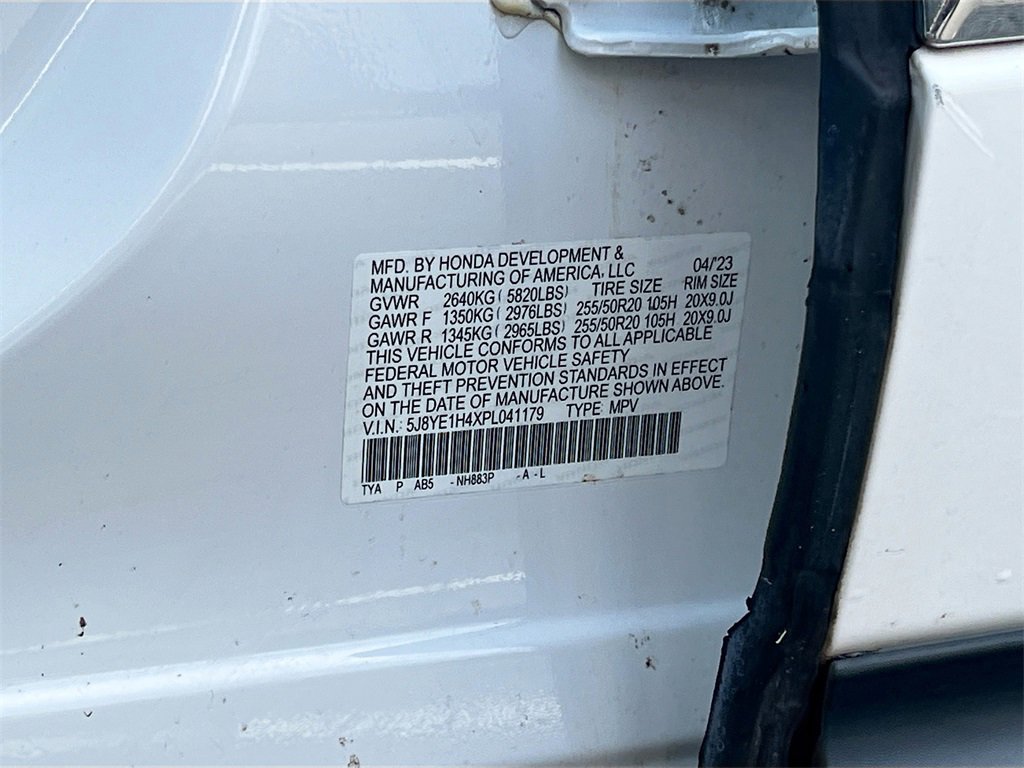 MFD. BY HONDA DEVELOPMENT &
MANUFACTURING OF AMERICA, LLC 04/'23
GVWR 2640KG ( 5820LBS) TIRE SIZE RIM SIZE
GAWR F 1350KG ( 2976LBS) 255/50R20 105H 20X9.0J
GAWR R 1345KG ( 2965LBS) 255/50R20 105H 20X9.0J
THIS VEHICLE CONFORMS TO ALL APPLICABLE
FEDERAL MOTOR VEHICLE SAFETY
AND THEFT PREVENTION STANDARDS IN EFFECT
ON THE DATE OF MANUFACTURE SHOWN ABOVE.
V.I.N.: 5J8YE1H4XPL041179 TYPE: MPV
TYA P AB5 -NH883P -A-L